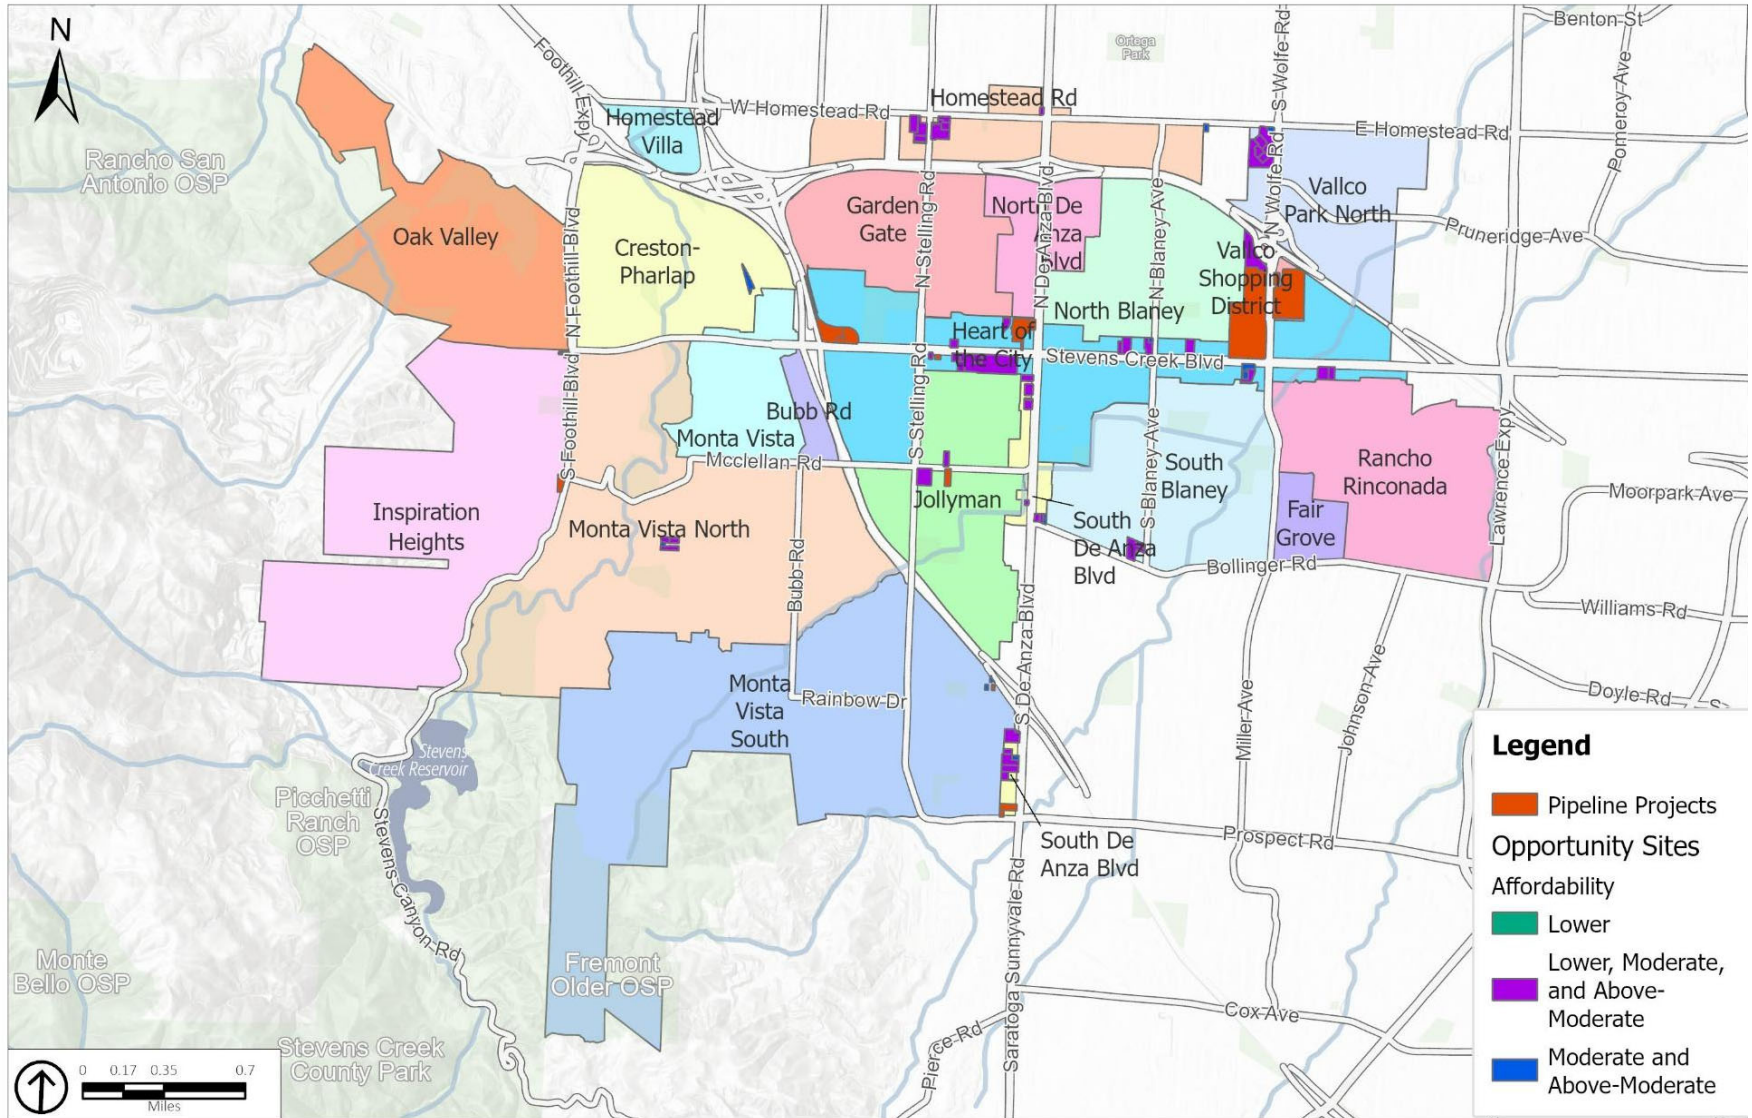 N
Benton St
Ortega
Park
S Wolfe Rd
Foothill Expy
Pomeroy Ave
Homestead Rd
W Homestead Rd
E Homestead Rd
Homestead
Villa
Rancho San
Antonio OSP
N Wolfe Rd
Vallco
Park North
Pruneridge Ave
Oak Valley
N Foothill Blvd
Creston-
Pharlap
Garden
Gate
N Stelling Rd
North De
Anza
Blvd
N De Anza Blvd
N Blaney Ave
Vallco
Shopping
District
North Blaney
Heart of
the City
Stevens Creek Blvd
S Foothill Blvd
Bubb Rd
Monta Vista
Mcclellan Rd
S Stelling Rd
Jollyman
S Blaney Ave
South
Blaney
Rancho
Rinconada
Lawrence Expy
Moorpark Ave
Inspiration
Heights
Monta Vista North
Bubb Rd
South
De Anza
Blvd
Fair
Grove
Bollinger Rd
Williams Rd
S De Anza Blvd
Monta
Vista
South
Rainbow Dr
Miller Ave
Johnson Ave
Doyle Rd
S
Stevens
Creek Reservoir
Picchetti
Ranch
OSP
Stevens Canyon Rd
South De
Anza Blvd
Prospect Rd
Saratoga Sunnyvale Rd
Monte
Bello OSP
Fremont
Older OSP
Cox Ave
Pierce Rd
Stevens Creek
County Park
0 0.17 0.35 0.7
Miles
Legend
Pipeline Projects
Opportunity Sites
Affordability
Lower
Lower, Moderate,
and Above-
Moderate
Moderate and
Above-Moderate